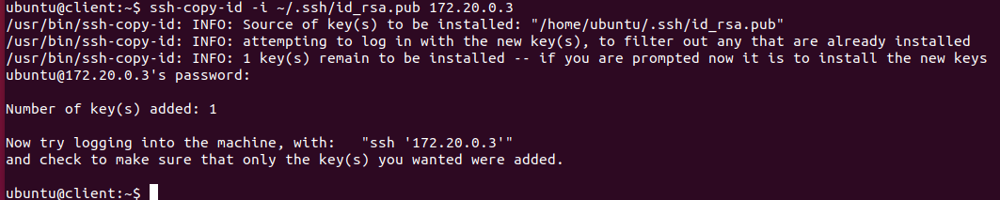 ubuntu@client:~$ ssh-copy-id -i ~/.ssh/id_rsa.pub 172.20.0.3
/usr/bin/ssh-copy-id: INFO: Source of key(s) to be installed: "/home/ubuntu/.ssh/id_rsa.pub"
/usr/bin/ssh-copy-id: INFO: attempting to log in with the new key(s), to filter out any that are already installed
/usr/bin/ssh-copy-id: INFO: 1 key(s) remain to be installed -- if you are prompted now it is to install the new keys
ubuntu@172.20.0.3's password:
Number of key(s) added: 1
Now try logging into the machine, with:   "ssh '172.20.0.3'"
and check to make sure that only the key(s) you wanted were added.
ubuntu@client:~$